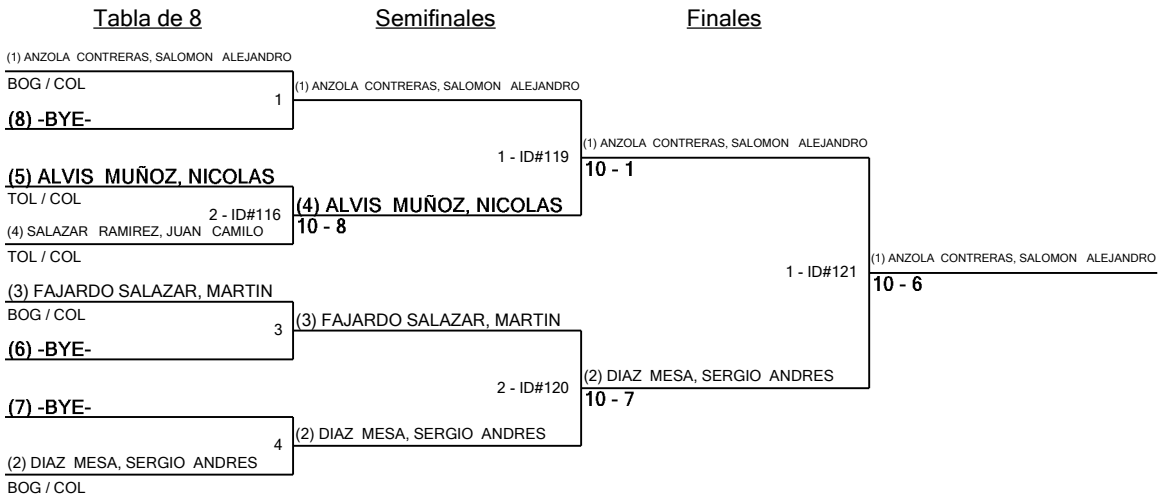 Tabla de 8
Semifinales
Finales
(1) ANZOLA CONTRERAS, SALOMON ALEJANDRO
BOG / COL
1
(8) -BYE-
(5) ALVIS MUÑOZ, NICOLAS
TOL / COL
2 - ID#116
(4) SALAZAR RAMIREZ, JUAN CAMILO
TOL / COL
(3) FAJARDO SALAZAR, MARTIN
BOG / COL
3
(6) -BYE-
(7) -BYE-
4
(2) DIAZ MESA, SERGIO ANDRES
BOG / COL
(1) ANZOLA CONTRERAS, SALOMON ALEJANDRO
1 - ID#119
(4) ALVIS MUÑOZ, NICOLAS
10 - 8
(3) FAJARDO SALAZAR, MARTIN
2 - ID#120
(2) DIAZ MESA, SERGIO ANDRES
(1) ANZOLA CONTRERAS, SALOMON ALEJANDRO
10 - 1
1 - ID#121
(2) DIAZ MESA, SERGIO ANDRES
10 - 7
(1) ANZOLA CONTRERAS, SALOMON ALEJANDRO
10 - 6